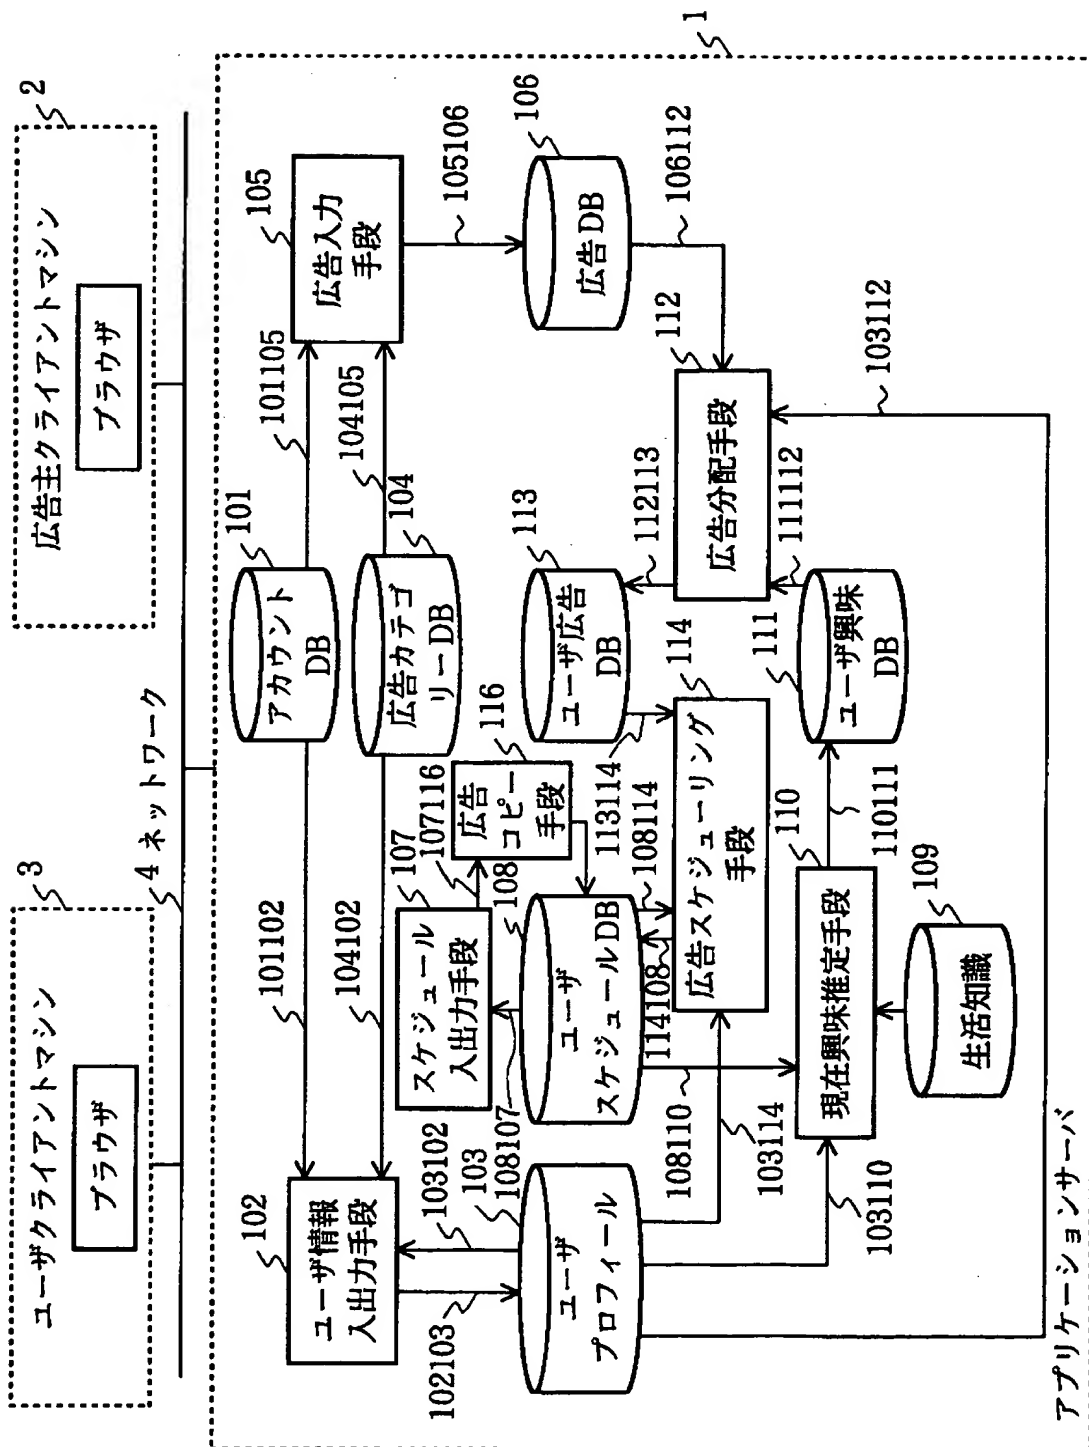 ユーザクライアントマシン
3
ブラウザ
広告主クライアントマシン
2
ブラウザ
4
ネットワーク
1
102
ユーザ情報
入出力手段
101102
101
アカウント
DB
101105
105
広告入力
手段
104102
104
広告カテゴ
リーDB
104105
105106
102103
103102
103
ユーザ
プロフィール
107
スケジュール
入出力手段
107116
116
広告
コピー
手段
108107
108
ユーザ
スケジュールDB
113
ユーザ広告
DB
106
広告DB
106112
113114
108114
114108
114
広告スケジューリング
手段
112113
112
広告分配手段
111112
103112
108110
103114
103110
110
現在興味推定手段
110111
111
ユーザ興味
DB
109
生活知識
アプリケーションサーバ